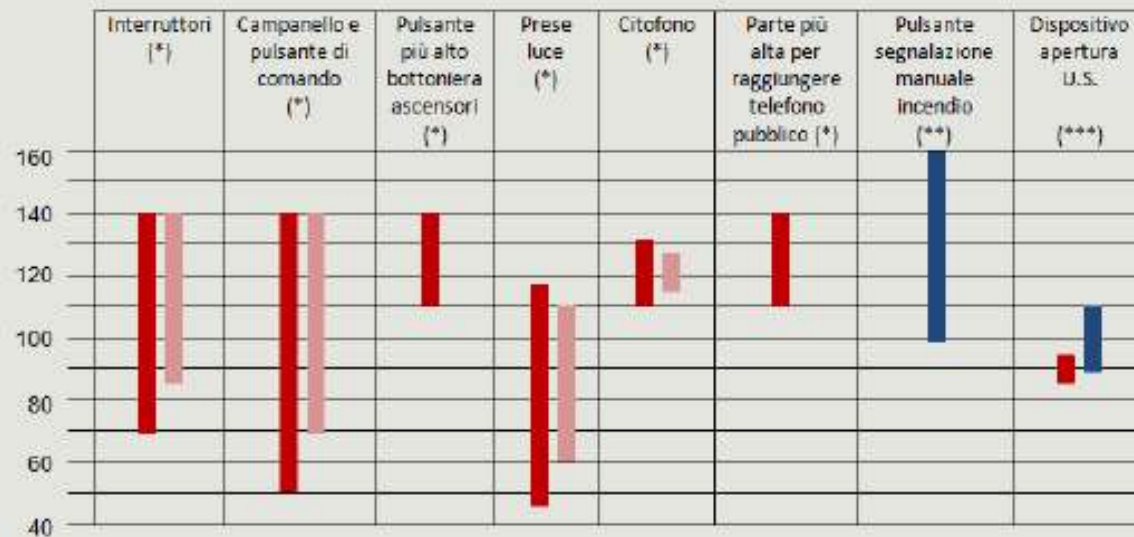 Interruttori
(*)
Campanello e
pulsante di
comando
(*)
Pulsante
più alto
bottoniera
ascensori
(*)
Prese
luce
(*)
Citofono
(*)
Parte più
alta per
raggiungere
telefono
pubblico (*)
Pulsante
segnalazione
manuale
incendio
(**)
Dispositivo
apertura
U.S.
(***)
160
140
120
100
80
60
40